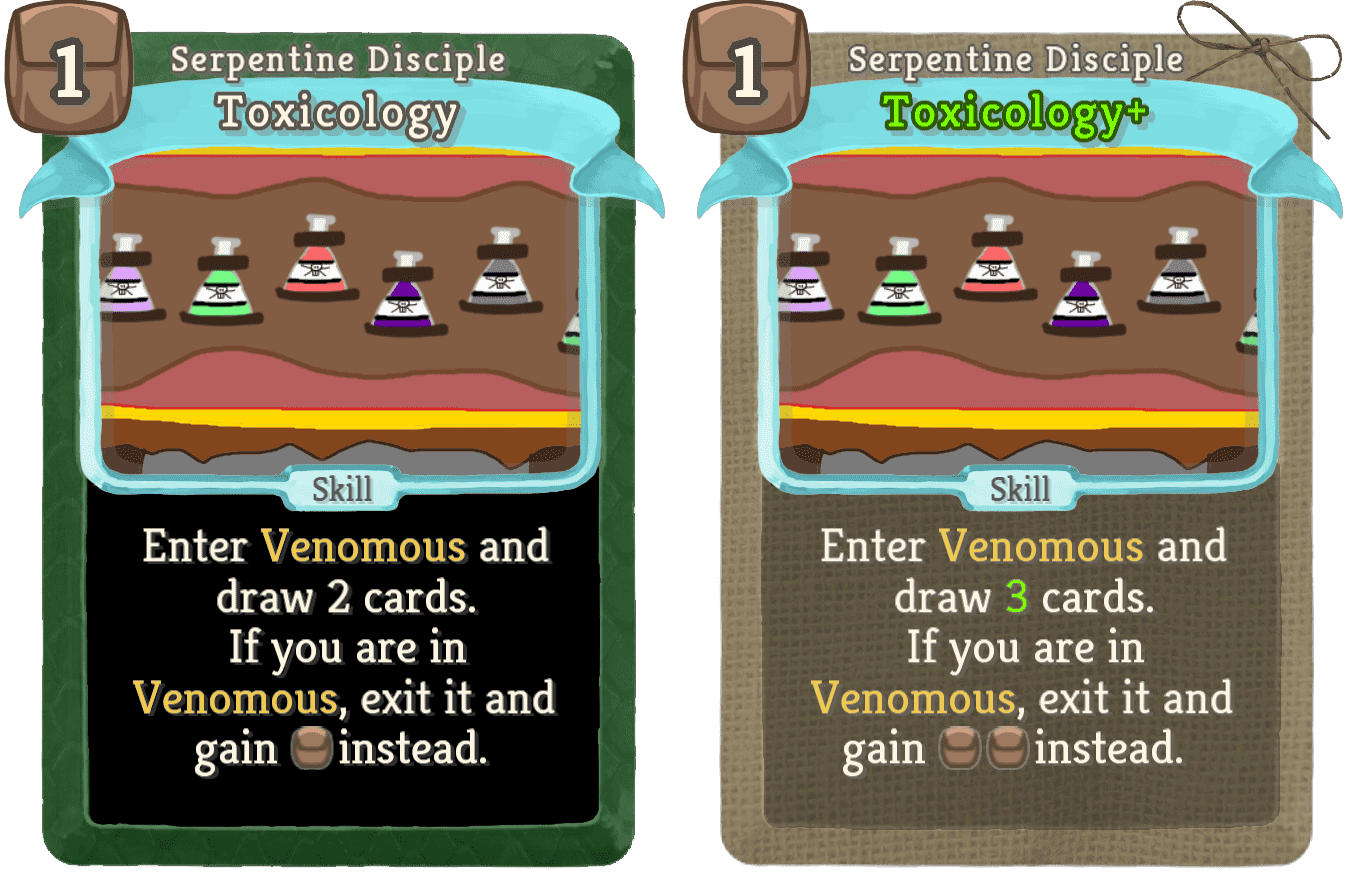 1
Serpentine Disciple
Toxicology
Skill
Enter Venomous and
draw 2 cards.
If you are in
Venomous, exit it and
gain instead.
1
Serpentine Disciple
Toxicology+
Skill
Enter Venomous and
draw 3 cards.
If you are in
Venomous, exit it and
gain instead.